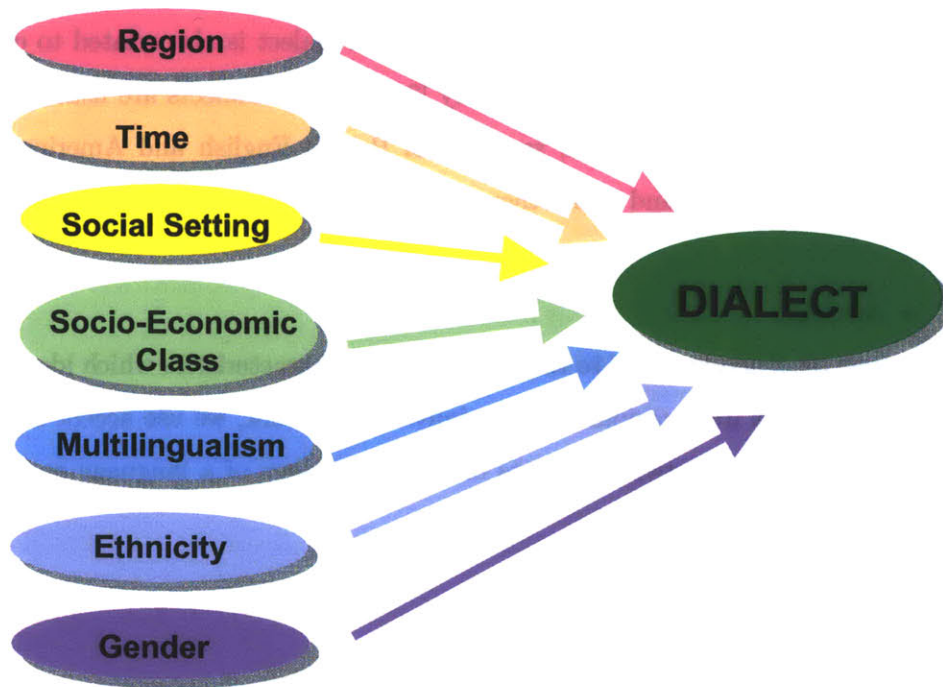 Region
Time
Social Setting
Socio-Economic
Class
Multilingualism
Ethnicity
Gender
DIALECT